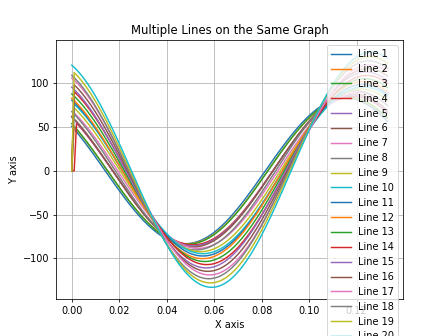 Multiple Lines on the Same Graph
Y axis
100
50
0
−50
−100
0.00
0.02
0.04
0.06
0.08
0.10
X axis
Line 1
Line 2
Line 3
Line 4
Line 5
Line 6
Line 7
Line 8
Line 9
Line 10
Line 11
Line 12
Line 13
Line 14
Line 15
Line 16
Line 17
Line 18
Line 19
Line 20